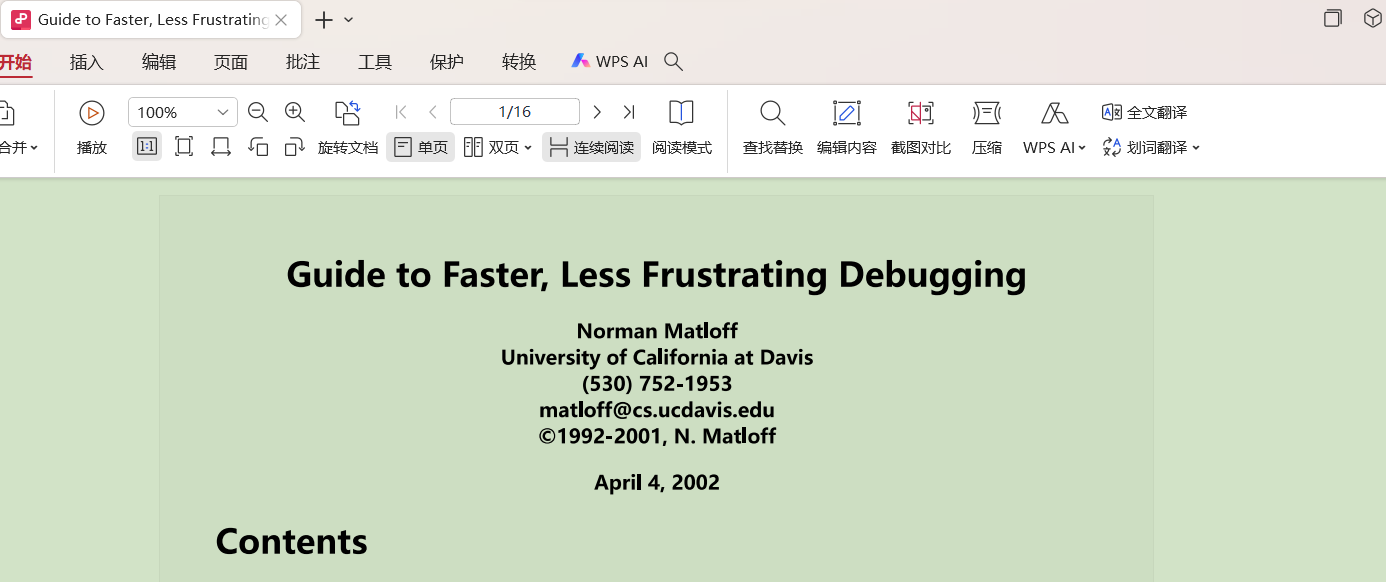 Guide to Faster, Less Frustrating
开始 插入 编辑 页面 批注 工具 保护 转换 WPS AI
100% 1/16 全文翻译
合并 播放 1:1 旋转文档 单页 双页 连续阅读 阅读模式 查找替换 编辑内容 截图对比 压缩 WPS AI 划词翻译
Guide to Faster, Less Frustrating Debugging
Norman Matloff
University of California at Davis
(530) 752-1953
matloff@cs.ucdavis.edu
©1992-2001, N. Matloff
April 4, 2002
Contents